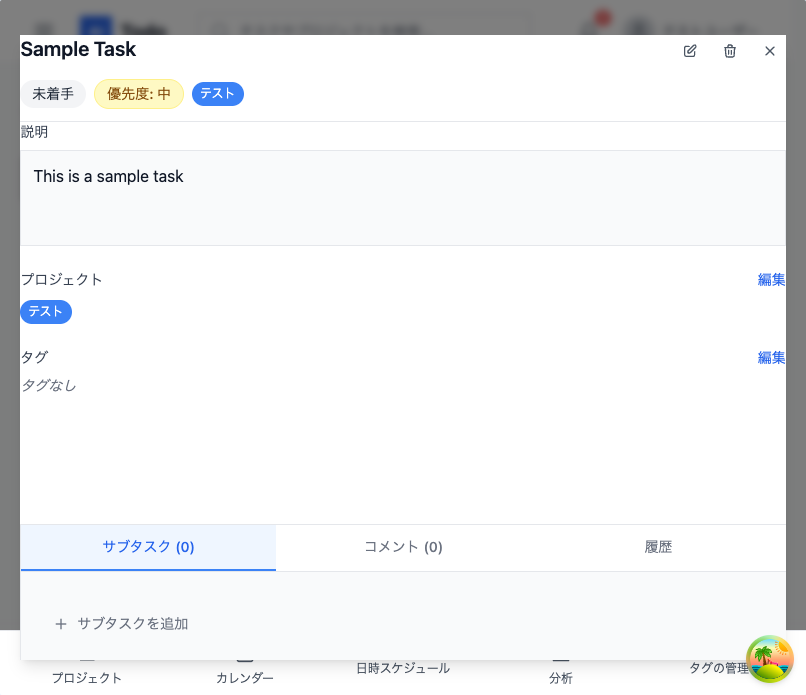 Sample Task
未着手
優先度: 中
テスト
説明
This is a sample task
プロジェクト
編集
テスト
タグ
編集
タグなし
サブタスク (0)
コメント (0)
履歴
サブタスクを追加
プロジェクト
カレンダー
日時スケジュール
分析
タグの管理